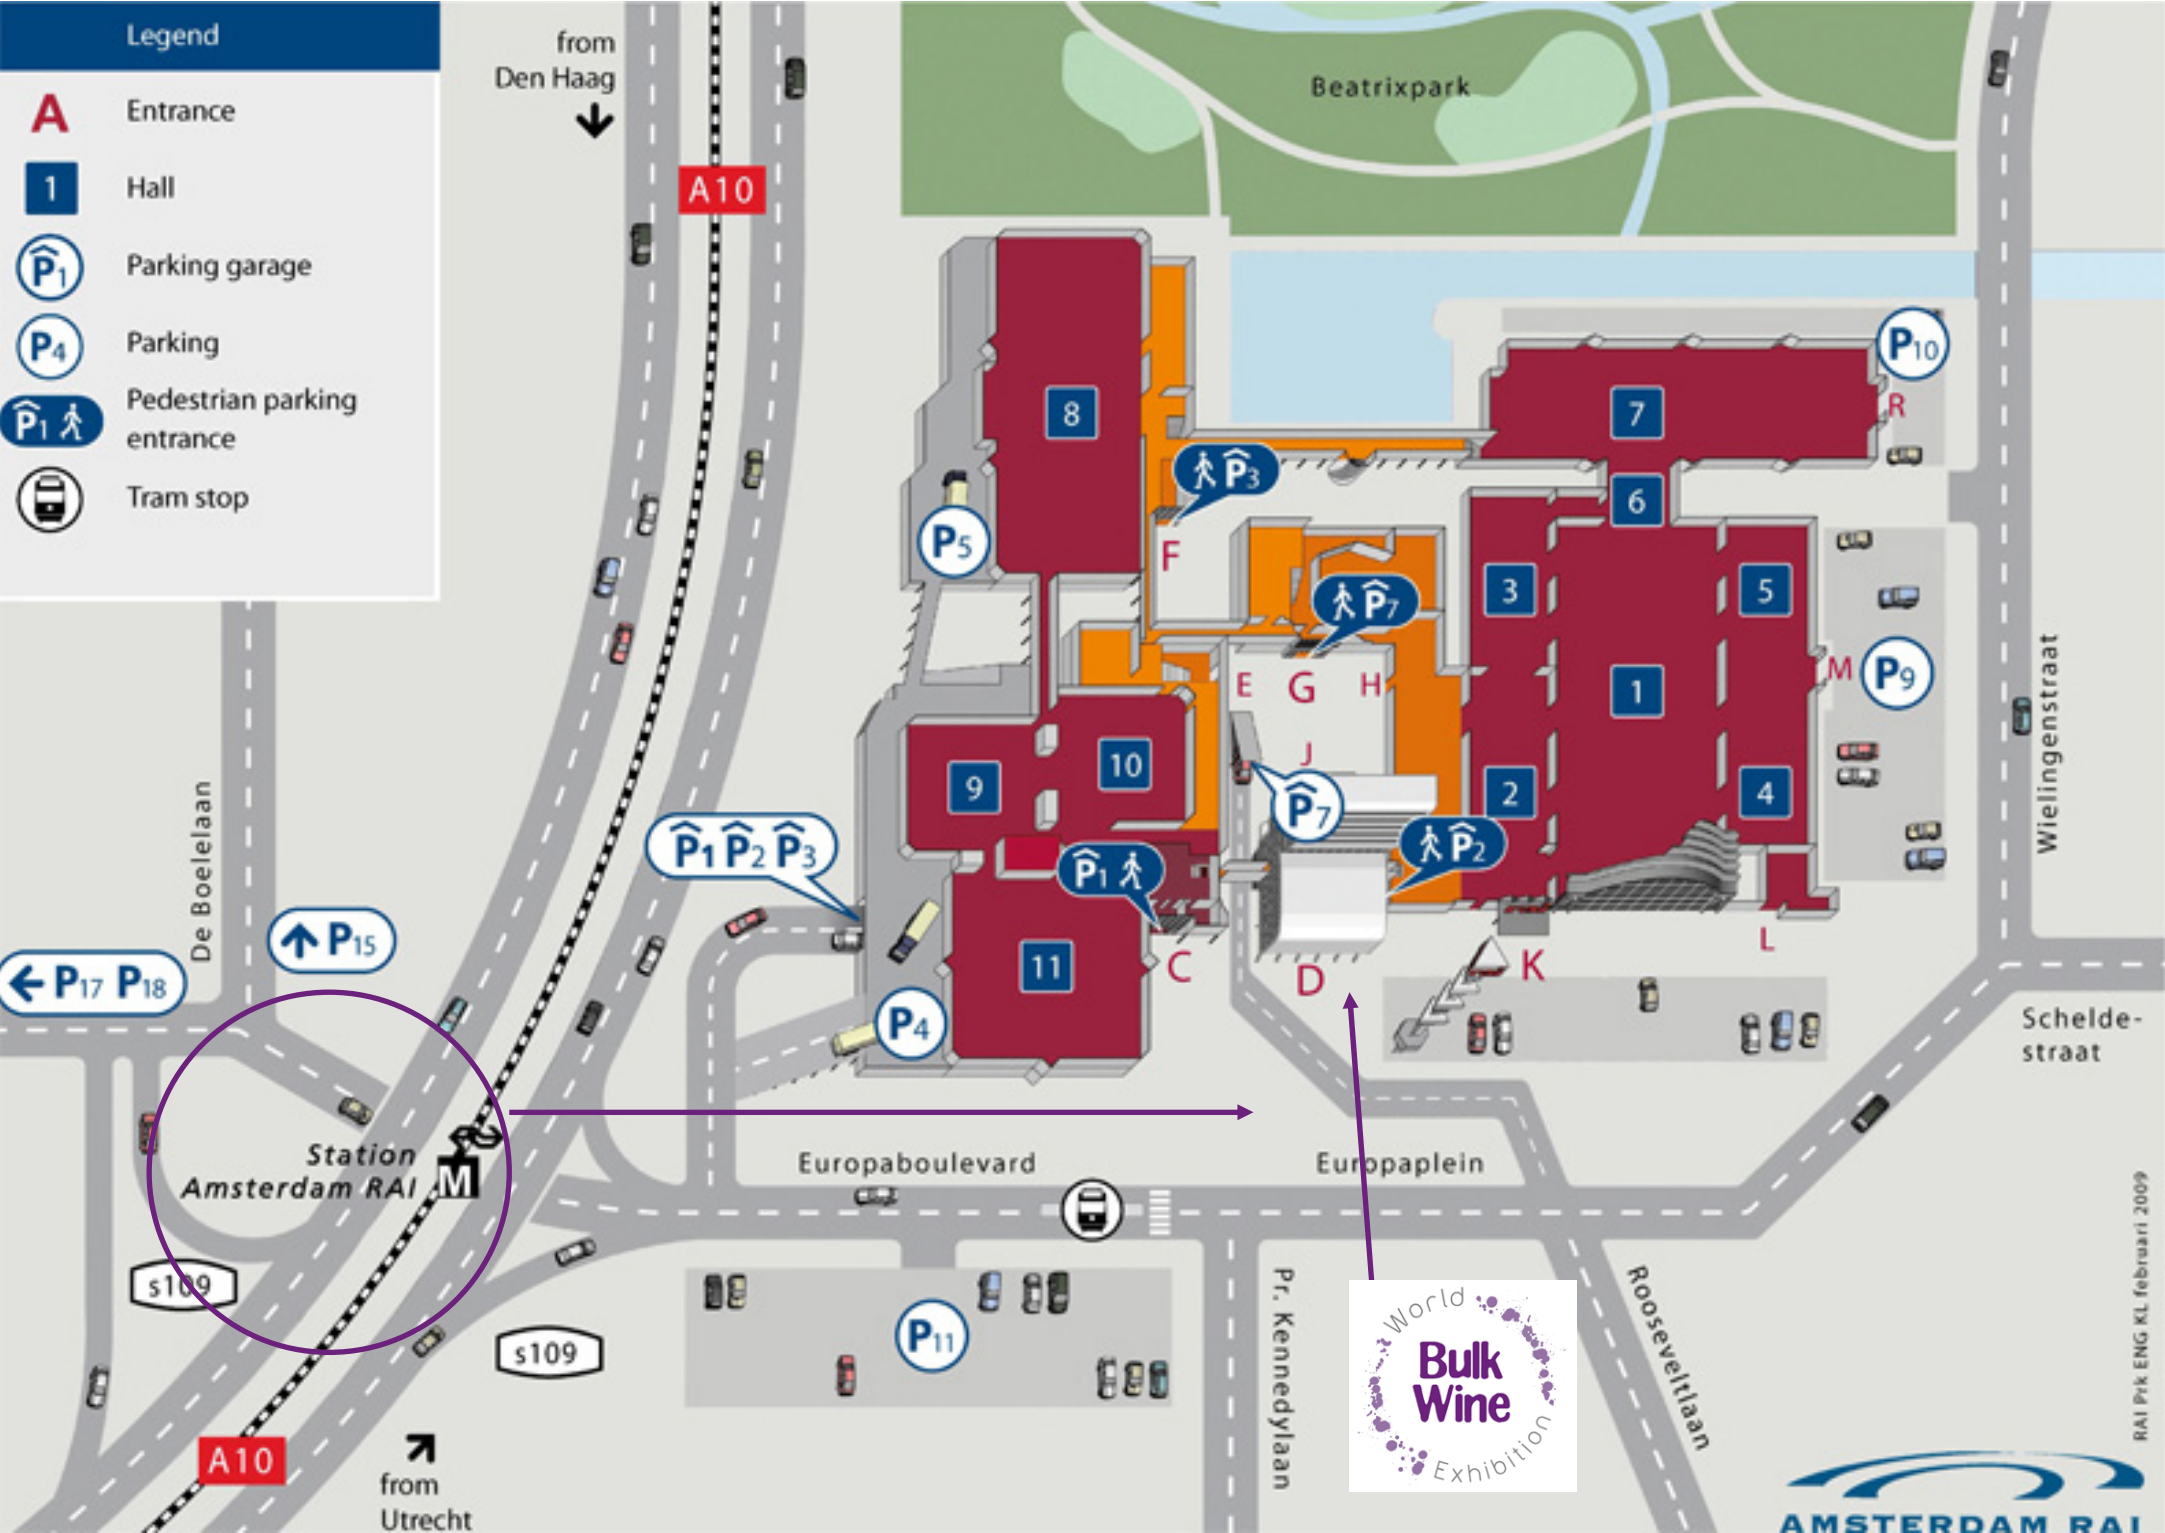 Legend
A Entrance
1 Hall
P1 Parking garage
P4 Parking
P1 Pedestrian parking
entrance
Tram stop
from
Den Haag
A10
Beatrixpark
P10
7
R
8
P3
6
P5
F
3
5
P7
E
G
H
M
P9
1
J
Wielingenstraat
10
9
2
4
P7
De Boelelaan
P1 P2 P3
P2
P1
P15
L
11
C
D
K
P17 P18
P4
Schelde-
straat
Station
Amsterdam RAI
M
Europaboulevard
Europaplein
s109
s109
P11
Pr. Kennedylaan
Rooseveltlaan
World
Bulk
Wine
Exhibition
A10
from
Utrecht
RAI Prk ENG KL februari 2009
AMSTERDAM RAI